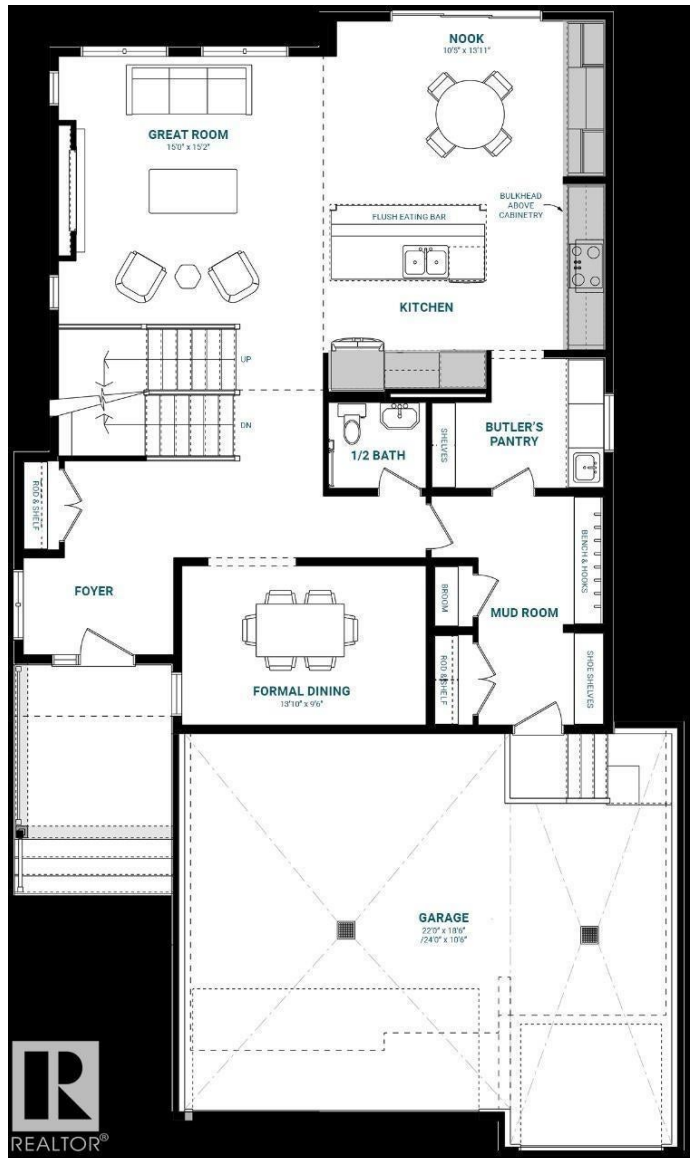 NOOK
10'5" x 13'11"
GREAT ROOM
15'0" x 15'2"
BULKHEAD
ABOVE
CABINETRY
FLUSH EATING BAR
KITCHEN
UP
DN
SHELVES
BUTLER'S
PANTRY
1/2 BATH
ROD & SHELF
BENCH & HOOKS
FOYER
BROOM
MUD ROOM
ROD & SHELF
SHOE SHELVES
FORMAL DINING
13'10" x 9'6"
GARAGE
22'0" x 18'6"
/24'0" x 10'6"
R
REALTOR®